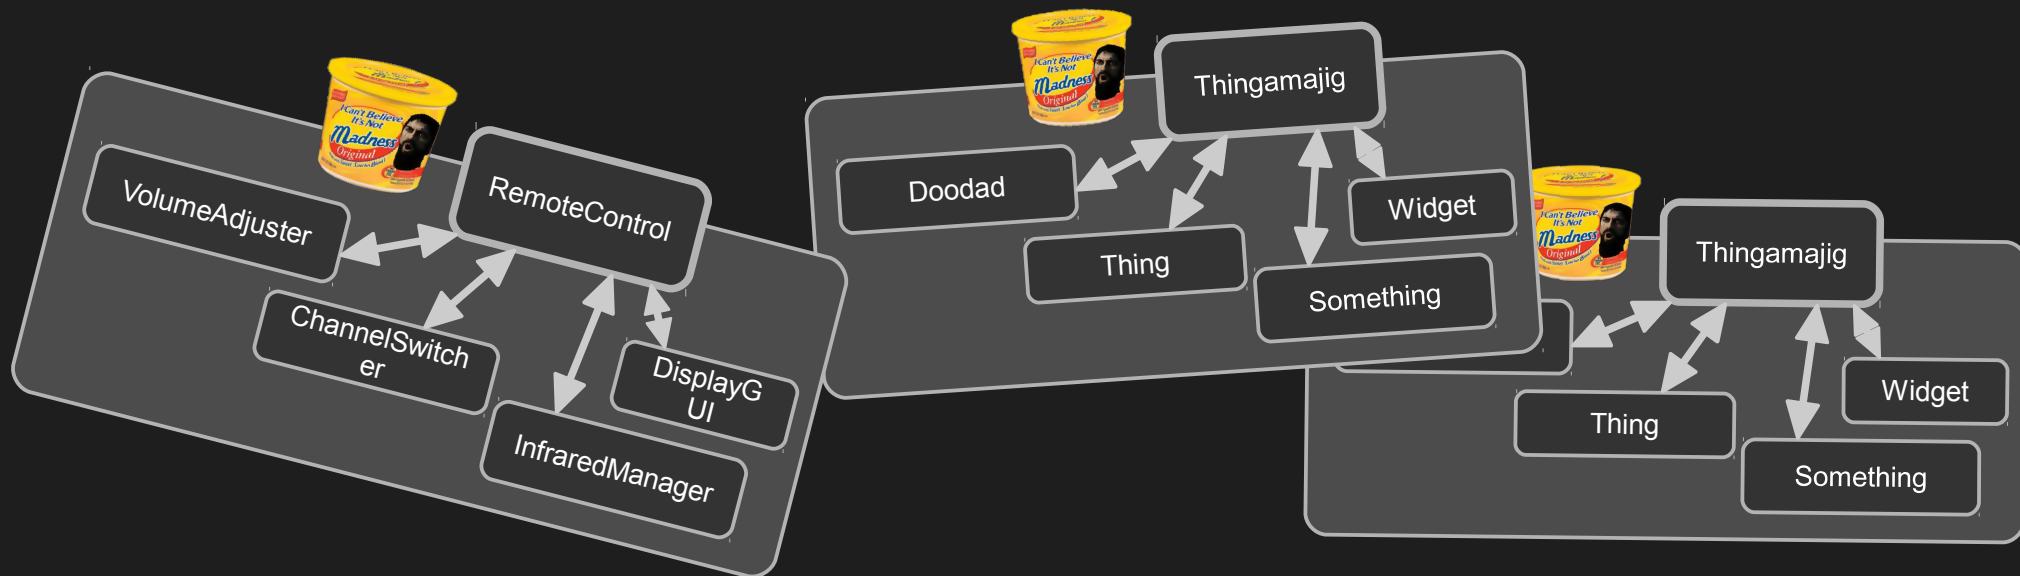 I Can't Believe
It's Not
Madness
Original
VolumeAdjuster
RemoteControl
ChannelSwitch
er
DisplayG
UI
InfraredManager
I Can't Believe
It's Not
Madness
Original
Thingamajig
Doodad
Widget
Thing
Something
I Can't Believe
It's Not
Madness
Original
Thingamajig
Widget
Thing
Something